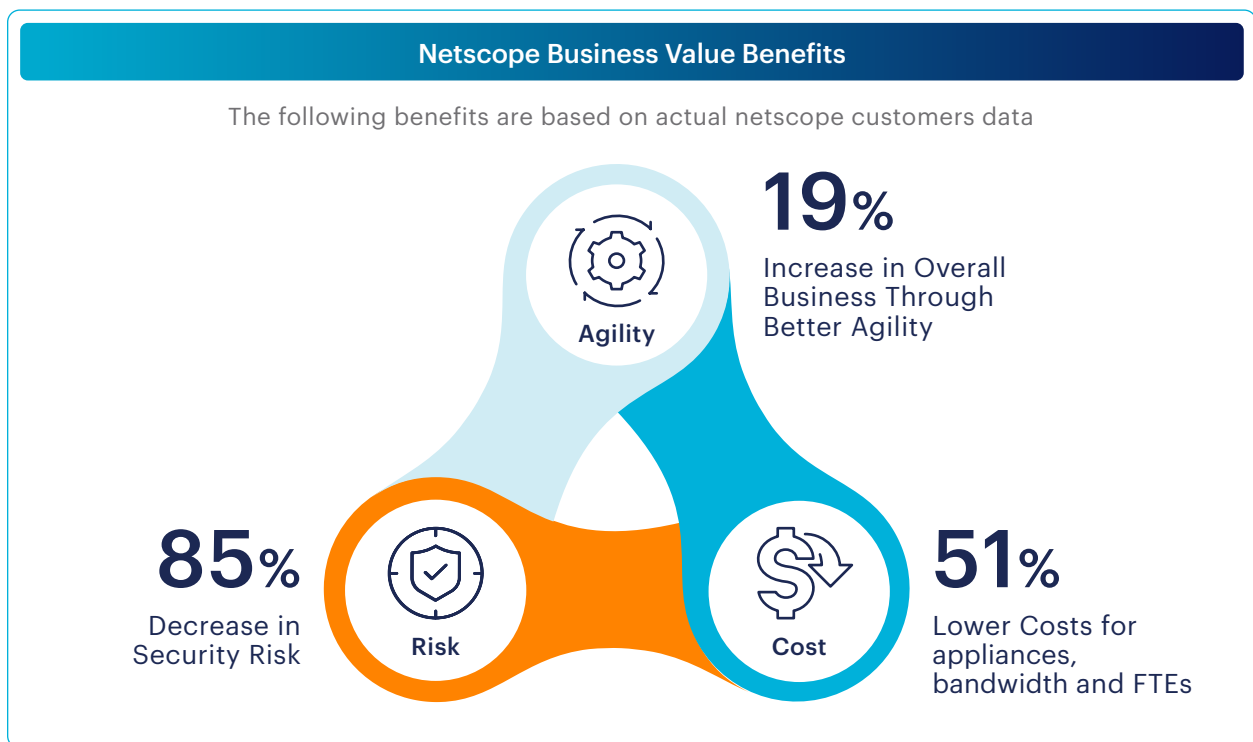 Netscope Business Value Benefits
The following benefits are based on actual netscope customers data
Agility
19%
Increase in Overall
Business Through
Better Agility
85%
Decrease in
Security Risk
Risk
Cost
51%
Lower Costs for
appliances,
bandwidth and FTEs